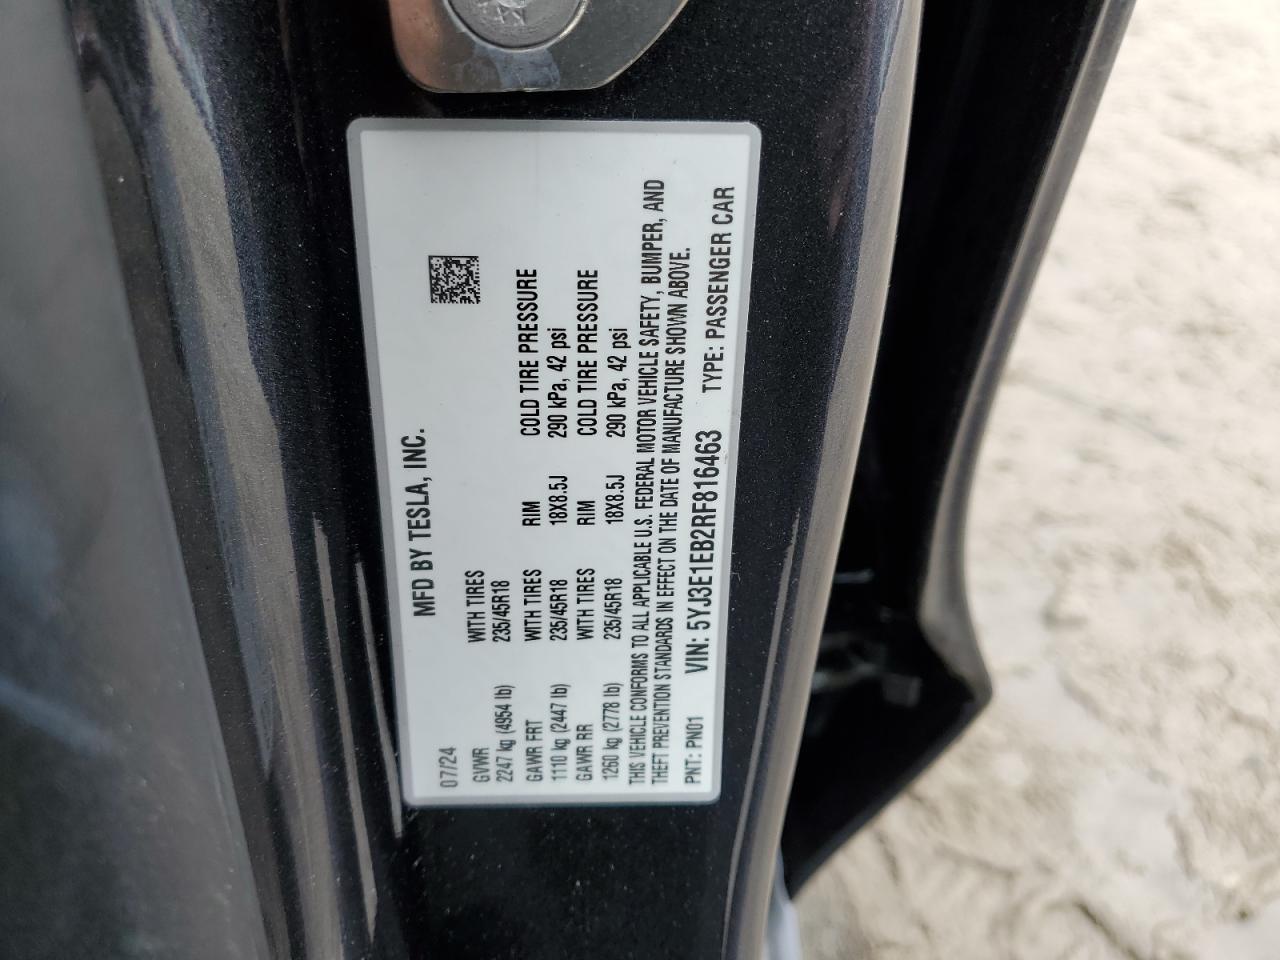 MFD BY TESLA, INC.
07/24
GVWR WITH TIRES
2247 kg (4954 lb) 235/45R18
GAWR FRT WITH TIRES RIM COLD TIRE PRESSURE
1110 kg (2447 lb) 235/45R18 18X8.5J 290 kPa, 42 psi
GAWR RR WITH TIRES RIM COLD TIRE PRESSURE
1260 kg (2778 lb) 235/45R18 18X8.5J 290 kPa, 42 psi
THIS VEHICLE CONFORMS TO ALL APPLICABLE U.S. FEDERAL MOTOR VEHICLE SAFETY, BUMPER, AND
THEFT PREVENTION STANDARDS IN EFFECT ON THE DATE OF MANUFACTURE SHOWN ABOVE.
PNT: PN01 VIN: 5YJ3E1EB2RF816463 TYPE: PASSENGER CAR